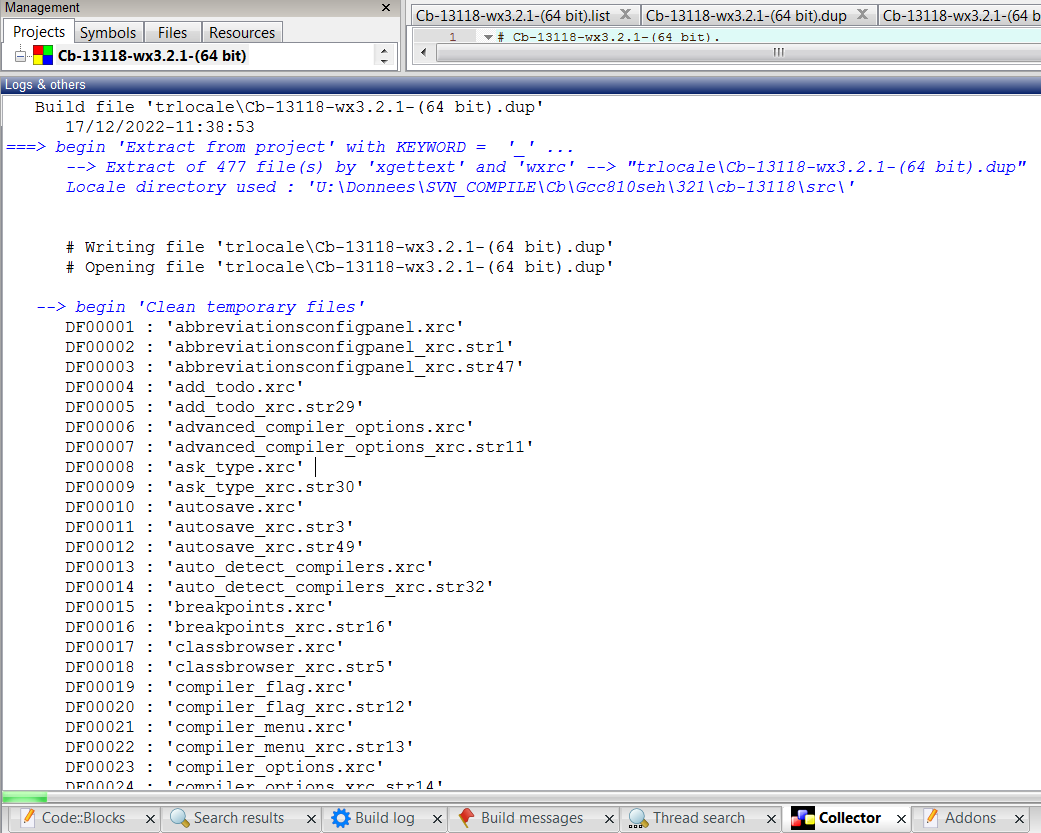 Management
Projects Symbols Files Resources
Cb-13118-wx3.2.1-(64 bit)
Cb-13118-wx3.2.1-(64 bit).list Cb-13118-wx3.2.1-(64 bit).dup Cb-13118-wx3.2.1-(64 b
1 # Cb-13118-wx3.2.1-(64 bit).
Logs & others
Build file 'trlocale\Cb-13118-wx3.2.1-(64 bit).dup'
17/12/2022-11:38:53
===> begin 'Extract from project' with KEYWORD = '_' ...
--> Extract of 477 file(s) by 'xgettext' and 'wxrc' --> "trlocale\Cb-13118-wx3.2.1-(64 bit).dup"
Locale directory used : 'U:\Donnees\SVN_COMPILE\Cb\Gcc810seh\321\cb-13118\src\'
# Writing file 'trlocale\Cb-13118-wx3.2.1-(64 bit).dup'
# Opening file 'trlocale\Cb-13118-wx3.2.1-(64 bit).dup'
--> begin 'Clean temporary files'
DF00001 : 'abbreviationsconfigpanel.xrc'
DF00002 : 'abbreviationsconfigpanel_xrc.str1'
DF00003 : 'abbreviationsconfigpanel_xrc.str47'
DF00004 : 'add_todo.xrc'
DF00005 : 'add_todo_xrc.str29'
DF00006 : 'advanced_compiler_options.xrc'
DF00007 : 'advanced_compiler_options_xrc.str11'
DF00008 : 'ask_type.xrc'
DF00009 : 'ask_type_xrc.str30'
DF00010 : 'autosave.xrc'
DF00011 : 'autosave_xrc.str3'
DF00012 : 'autosave_xrc.str49'
DF00013 : 'auto_detect_compilers.xrc'
DF00014 : 'auto_detect_compilers_xrc.str32'
DF00015 : 'breakpoints.xrc'
DF00016 : 'breakpoints_xrc.str16'
DF00017 : 'classbrowser.xrc'
DF00018 : 'classbrowser_xrc.str5'
DF00019 : 'compiler_flag.xrc'
DF00020 : 'compiler_flag_xrc.str12'
DF00021 : 'compiler_menu.xrc'
DF00022 : 'compiler_menu_xrc.str13'
DF00023 : 'compiler_options.xrc'
DF00024 : 'compiler_options_xrc.str14'
Code::Blocks Search results Build log Build messages Thread search Collector Addons